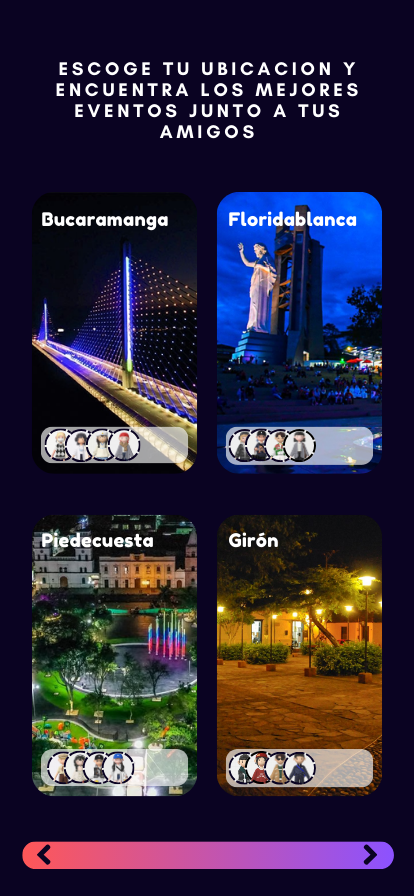 ESCOGE TU UBICACION Y
ENCUENTRA LOS MEJORES
EVENTOS JUNTO A TUS
AMIGOS
Bucaramanga
Floridablanca
Piedecuesta
Girón